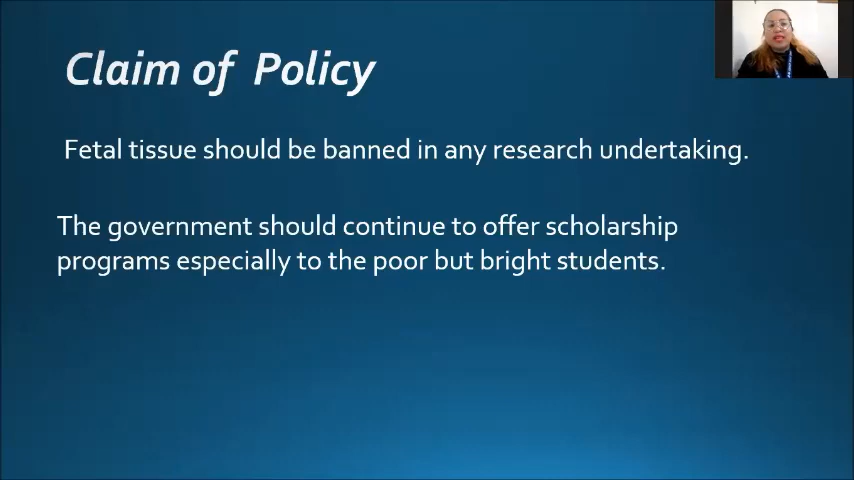 Claim of Policy
Fetal tissue should be banned in any research undertaking.
The government should continue to offer scholarship
programs especially to the poor but bright students.